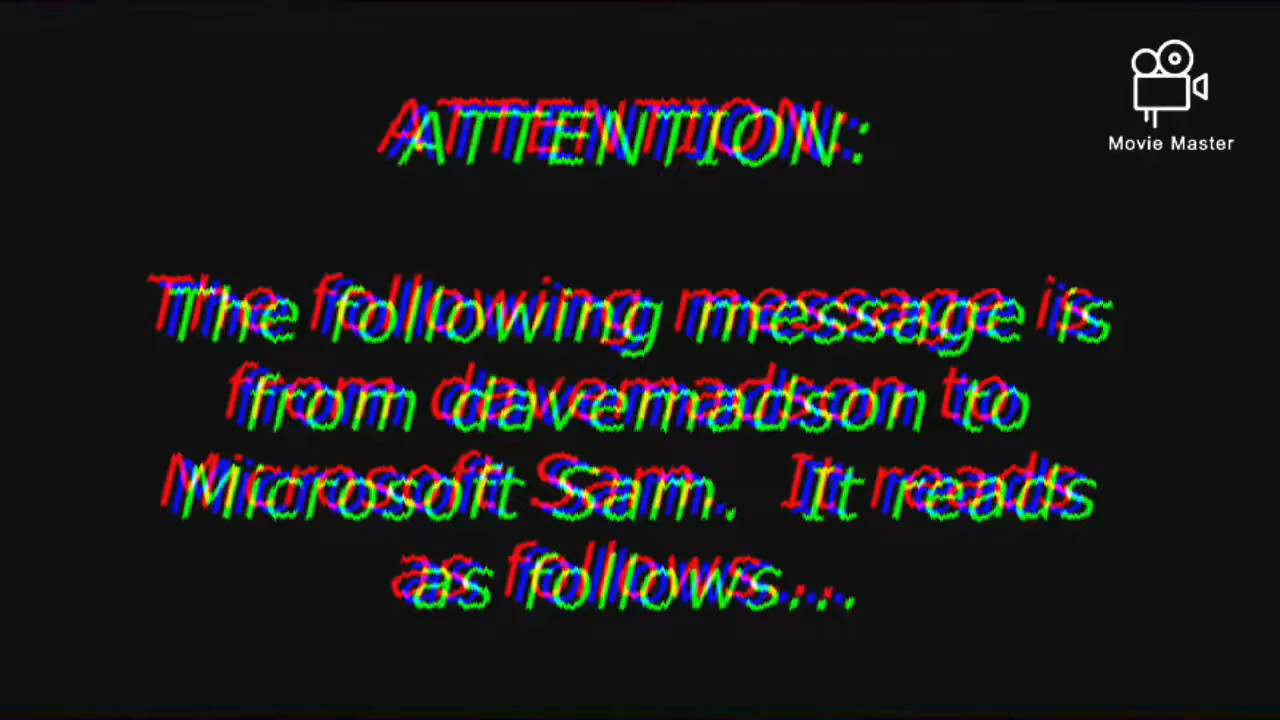 ATTENTION:
Movie Master
The following message is
from davemadson to
Microsoft Sam.  It reads
as follows...